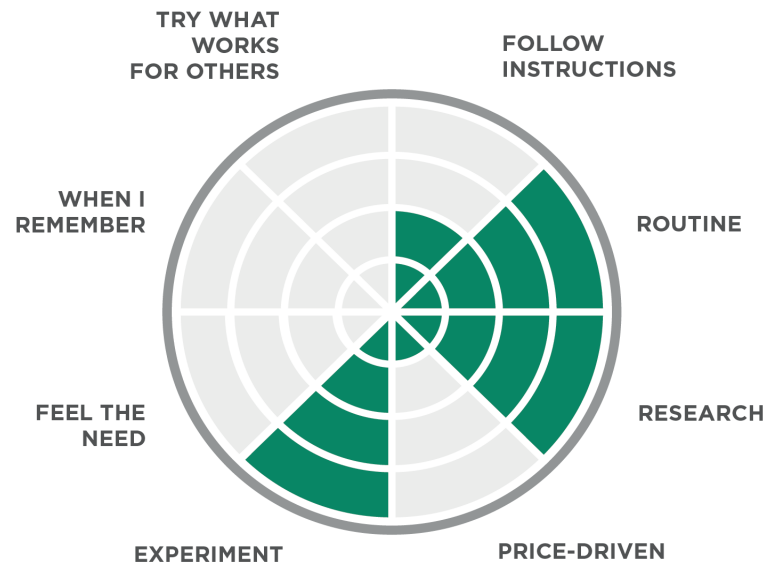 TRY WHAT
WORKS
FOR OTHERS
FOLLOW
INSTRUCTIONS
WHEN I
REMEMBER
ROUTINE
FEEL THE
NEED
RESEARCH
EXPERIMENT
PRICE-DRIVEN